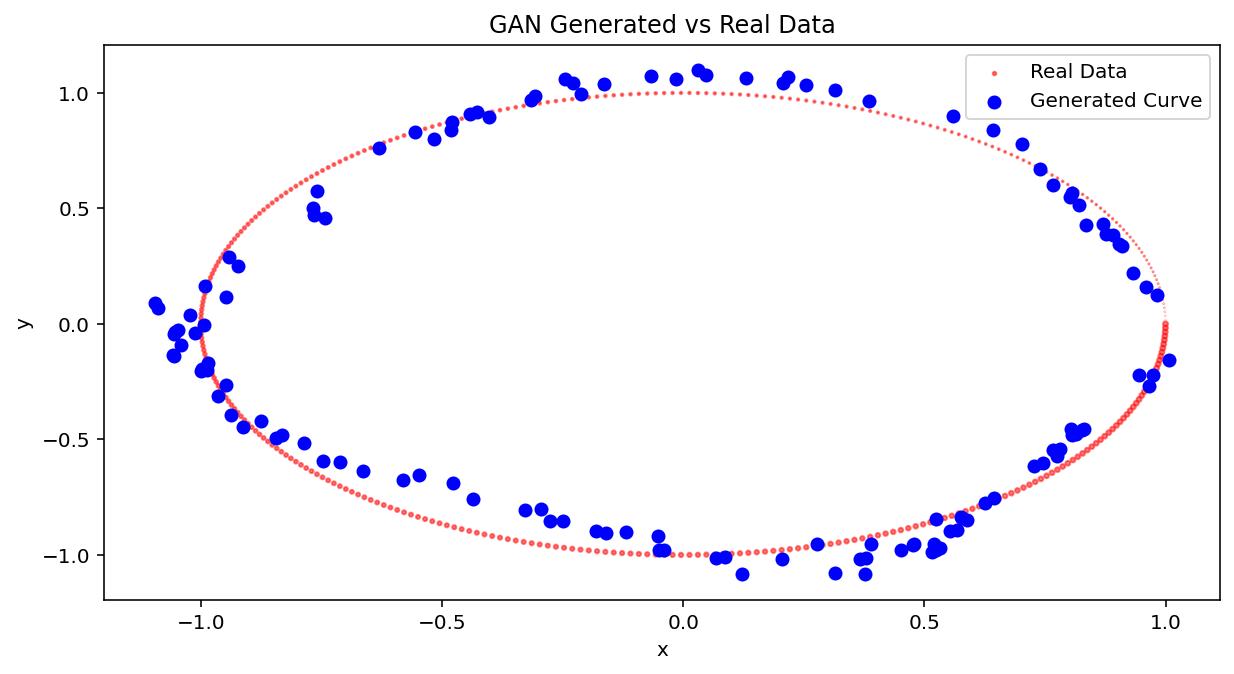 GAN Generated vs Real Data
Real Data
Generated Curve
1.0
0.5
0.0
−0.5
−1.0
y
−1.0 −0.5 0.0 0.5 1.0
x